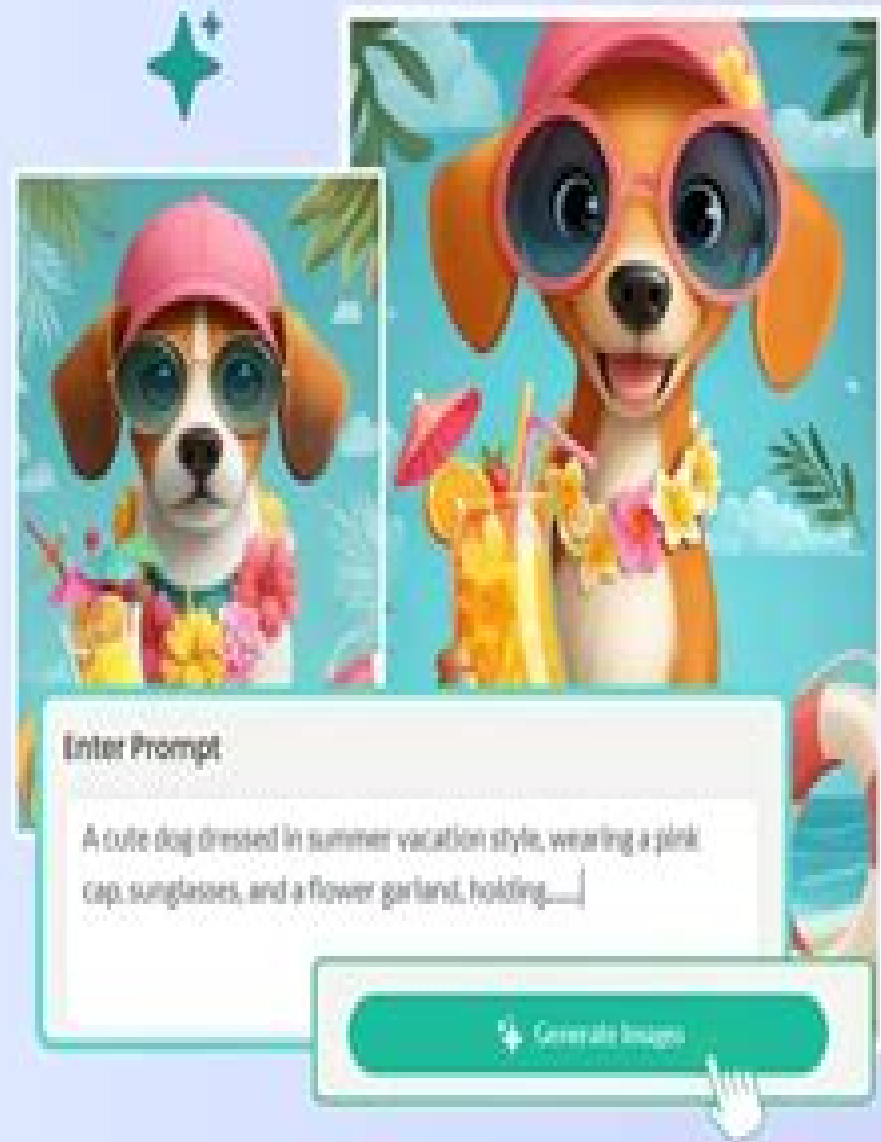 Enter Prompt
A cute dog dressed in summer vacation style, wearing a pink
cap, sunglasses, and a flower garland, holding......
Generate Images